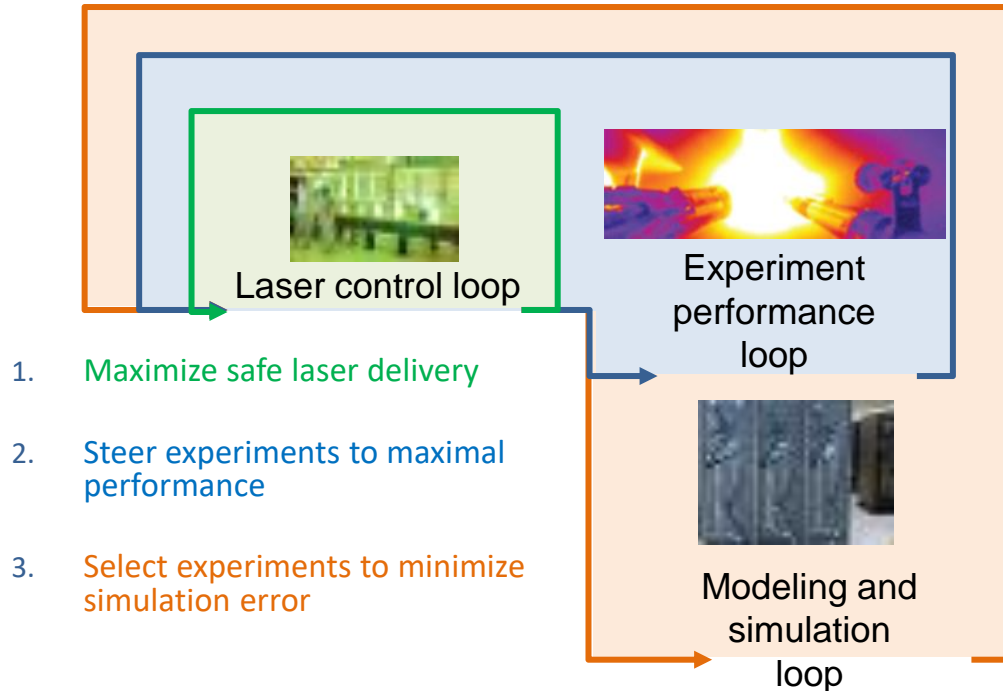 Laser control loop
Experiment
performance
loop
1. Maximize safe laser delivery
2. Steer experiments to maximal
performance
3. Select experiments to minimize
simulation error
Modeling and
simulation
loop